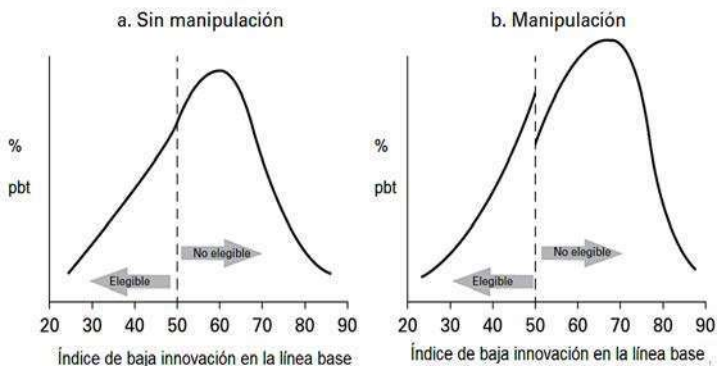 a. Sin manipulación
%
pbt
No elegible
Elegible
20 30 40 50 60 70 80 90
Índice de baja innovación en la línea base
b. Manipulación
%
pbt
No elegible
Elegible
20 30 40 50 60 70 80 90
Índice de baja innovación en la línea base